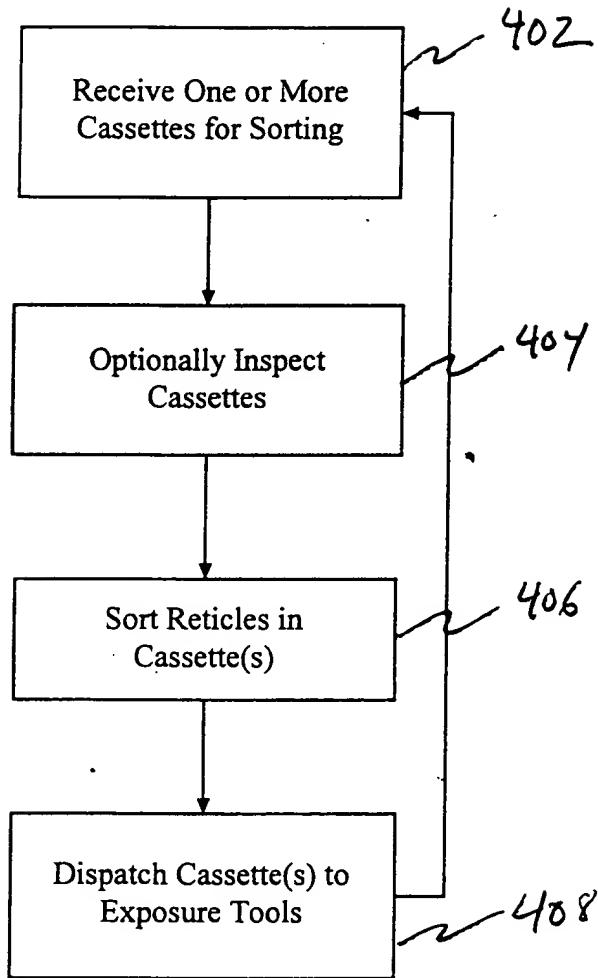 402
Receive One or More
Cassettes for Sorting
404
Optionally Inspect
Cassettes
406
Sort Reticles in
Cassette(s)
Dispatch Cassette(s) to
Exposure Tools
408